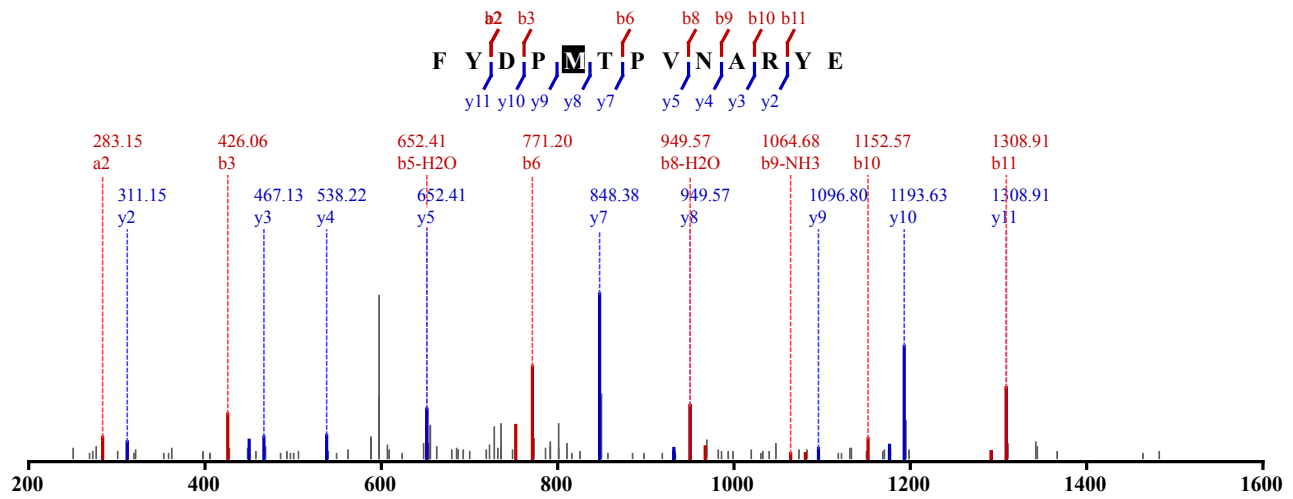 a2 b3 b6 b8 b9 b10 b11
F Y D P M T P V N A R Y E
y11 y10 y9 y8 y7 y5 y4 y3 y2
283.15 426.06 652.41 771.20 949.57 1064.68 1152.57 1308.91
a2 b3 b5-H2O b6 b8-H2O b9-NH3 b10 b11
311.15 467.13 538.22 652.41 848.38 949.57 1096.80 1193.63 1308.91
y2 y3 y4 y5 y7 y8 y9 y10 y11
200 400 600 800 1000 1200 1400 1600